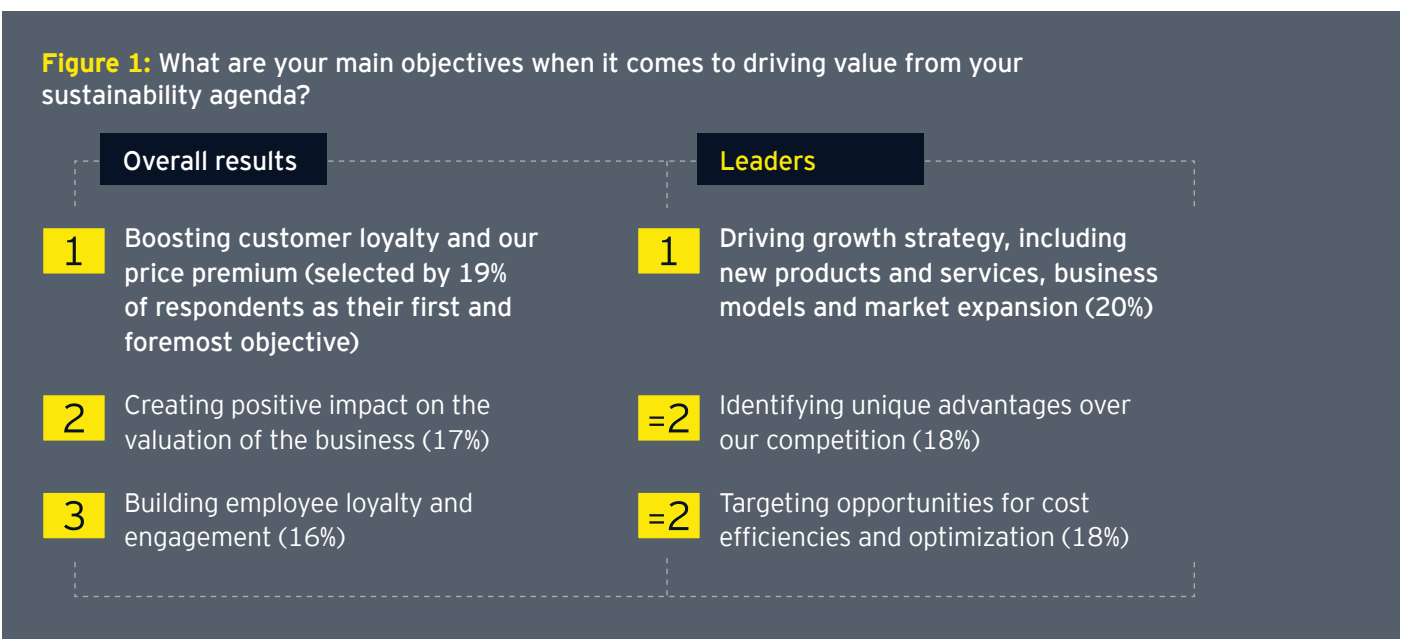 Figure 1: What are your main objectives when it comes to driving value from your
sustainability agenda?
Overall results
1
Boosting customer loyalty and our
price premium (selected by 19%
of respondents as their first and
foremost objective)
2
Creating positive impact on the
valuation of the business (17%)
3
Building employee loyalty and
engagement (16%)
Leaders
1
Driving growth strategy, including
new products and services, business
models and market expansion (20%)
=2
Identifying unique advantages over
our competition (18%)
=2
Targeting opportunities for cost
efficiencies and optimization (18%)